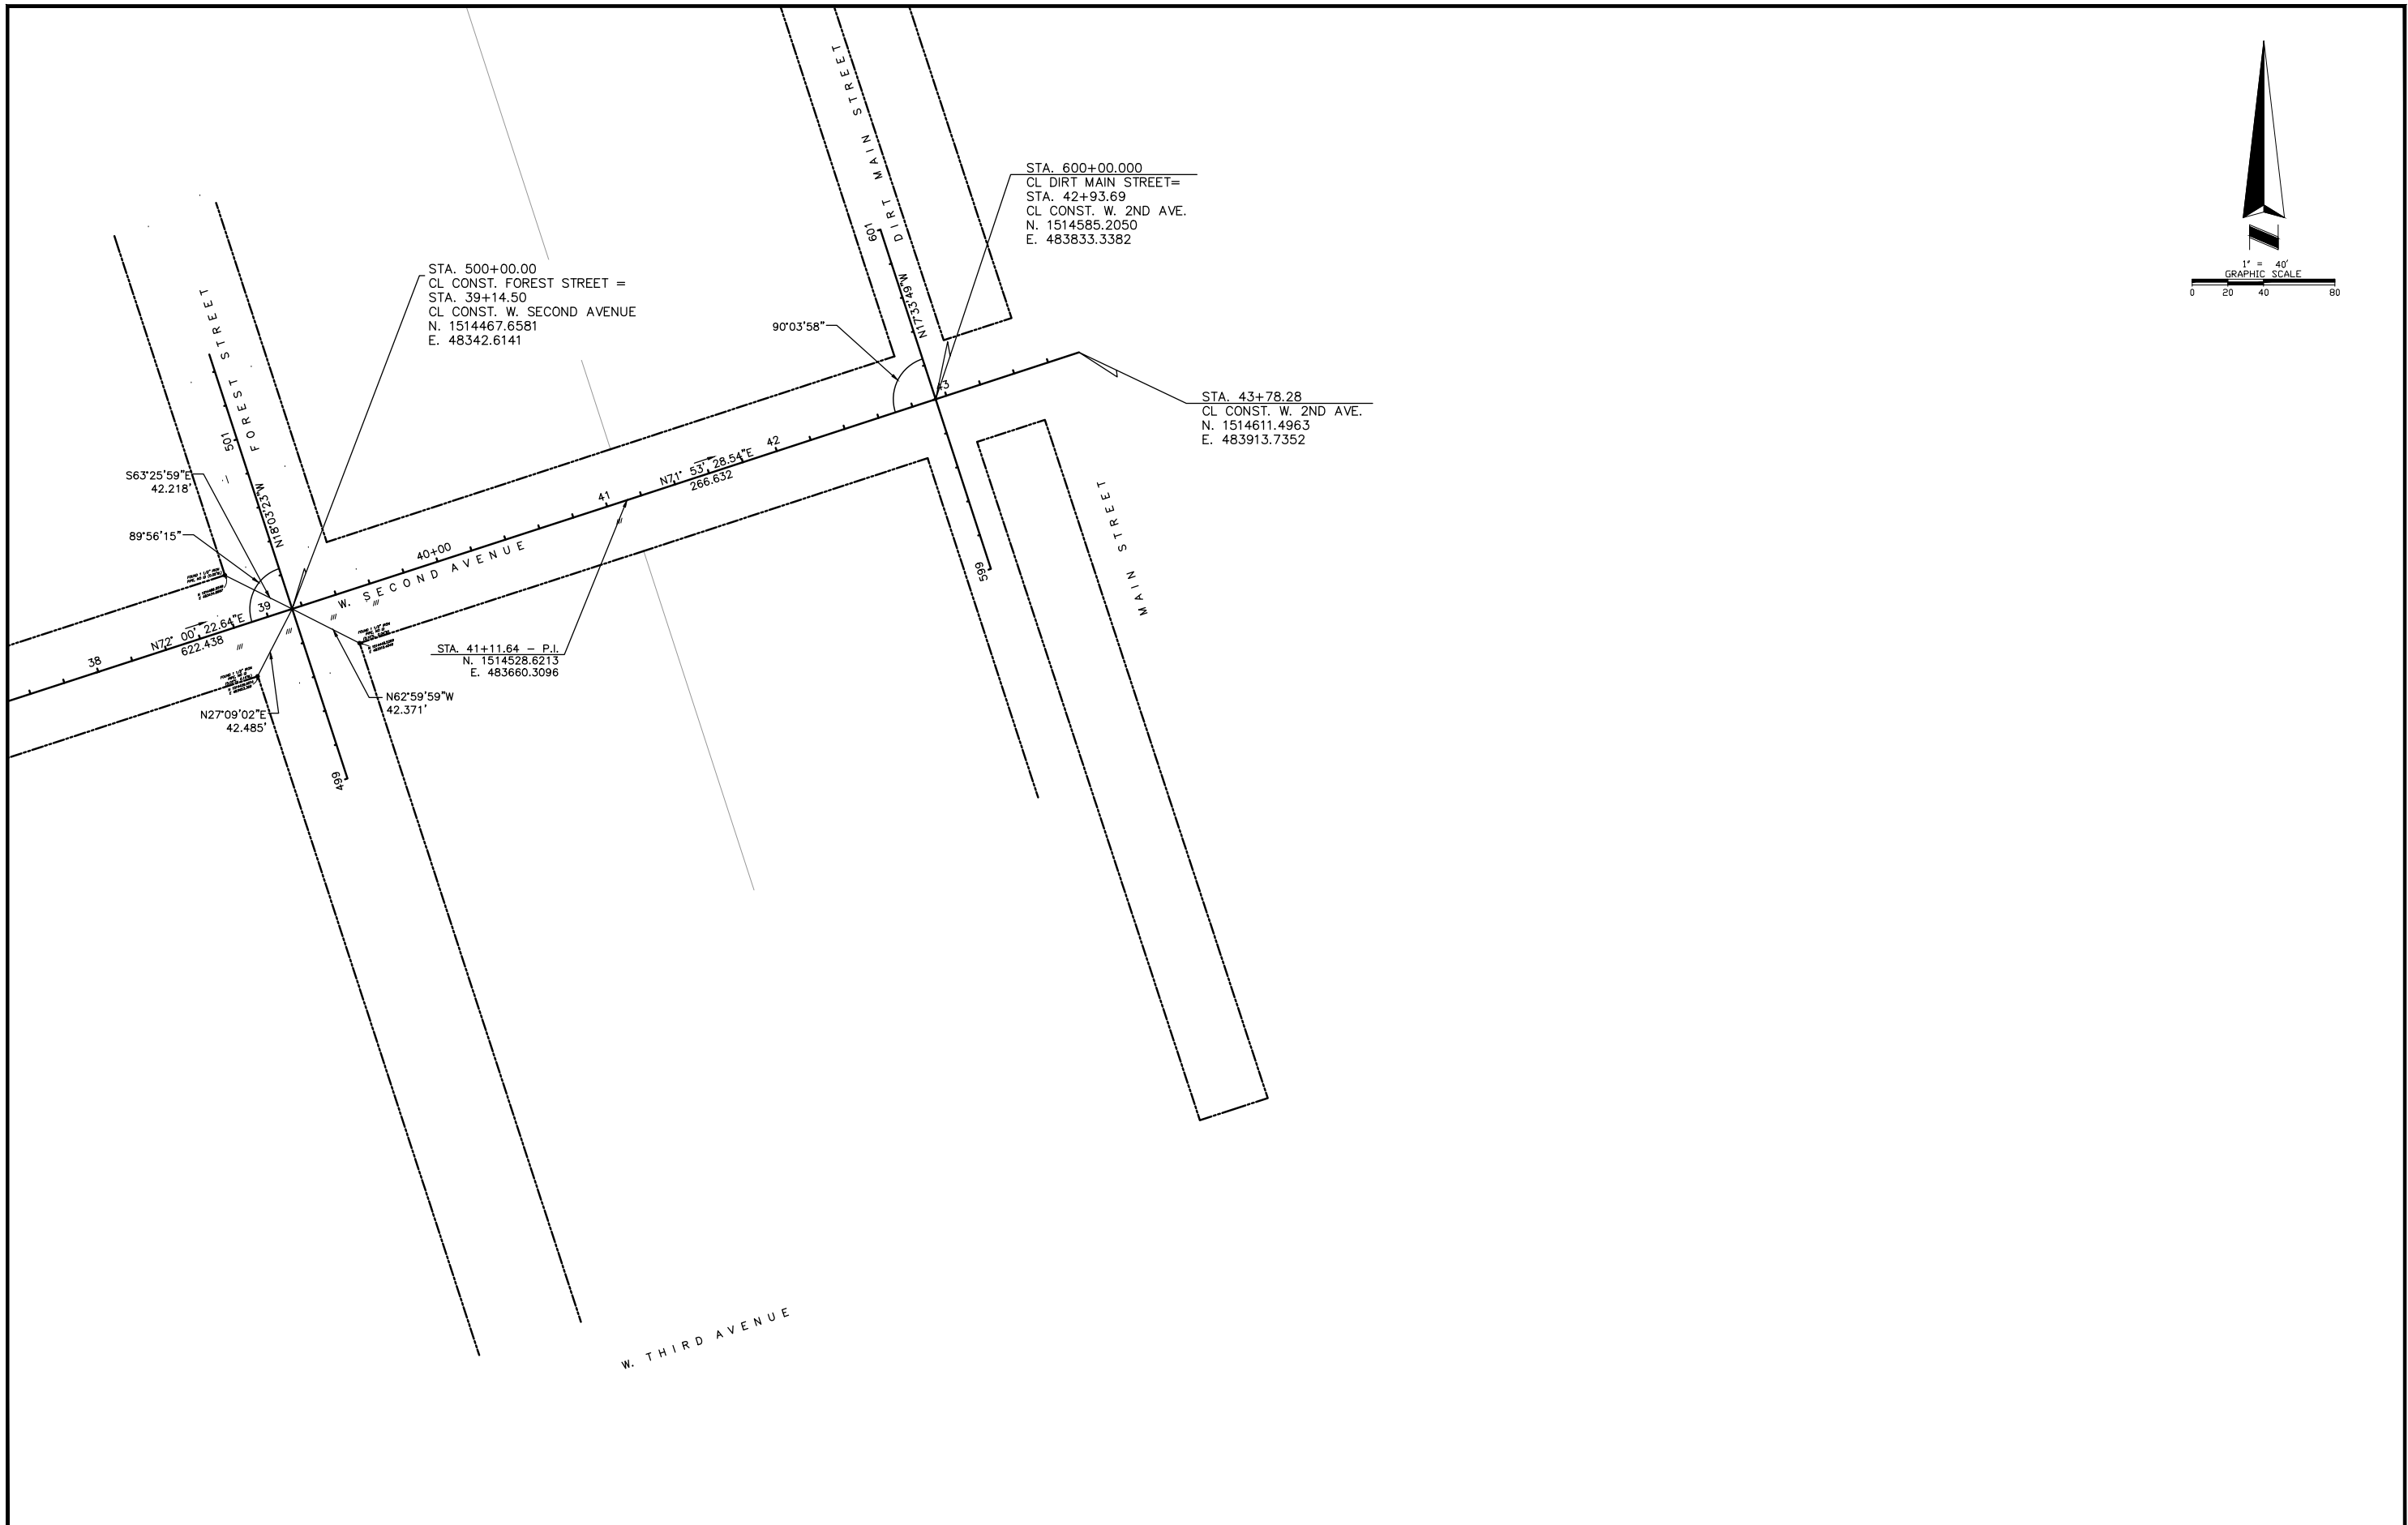 DIRT MAIN STREET
STA. 600+00.000
CL DIRT MAIN STREET=
STA. 42+93.69
CL CONST. W. 2ND AVE.
N. 1514585.2050
E. 483833.3382
1" = 40'
GRAPHIC SCALE
0 20 40 80
601
N17°33'49"W
STA. 500+00.00
CL CONST. FOREST STREET =
STA. 39+14.50
CL CONST. W. SECOND AVENUE
N. 1514467.6581
E. 48342.6141
FOREST STREET
90°03'58"
43
STA. 43+78.28
CL CONST. W. 2ND AVE.
N. 1514611.4963
E. 483913.7352
501
42
N71° 53' 28.54"E
266.632
S63°25'59"E
42.218'
N18°03'23"W
41
MAIN STREET
89°56'15"
40+00
W. SECOND AVENUE
599
39
N72° 00' 22.64"E
622.438
38
STA. 41+11.64 - P.I.
N. 1514528.6213
E. 483660.3096
N62°59'59"W
42.371'
N27°09'02"E
42.485'
499
W. THIRD AVENUE